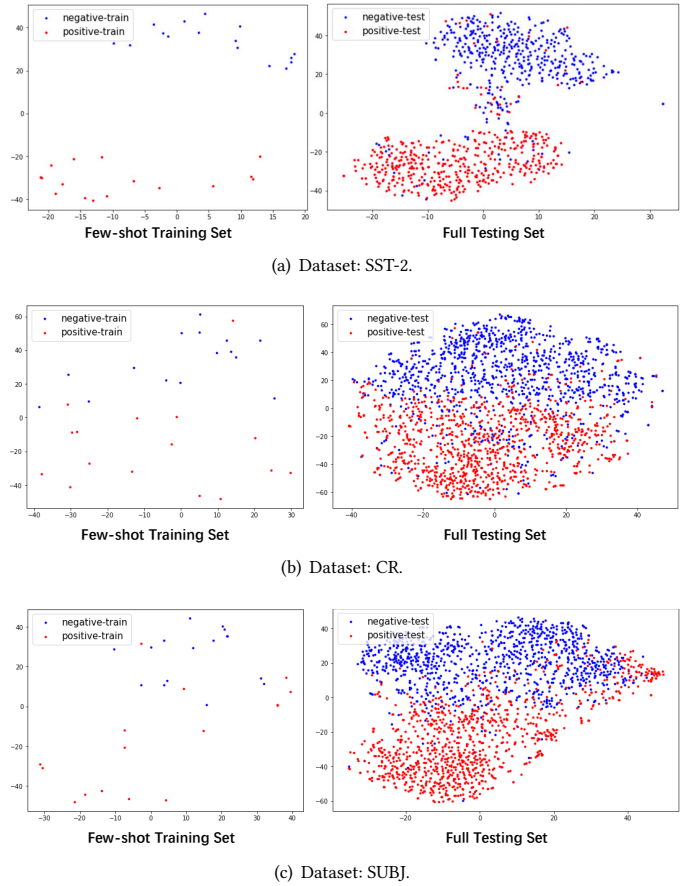 negative-train
positive-train
40
20
0
−20
−40
−20 −15 −10 −5 0 5 10 15 20
Few-shot Training Set
negative-test
positive-test
40
20
0
−20
−40
−20 −10 0 10 20 30
Full Testing Set
(a) Dataset: SST-2.
negative-train
positive-train
60
40
20
0
−20
−40
−40 −30 −20 −10 0 10 20 30
Few-shot Training Set
negative-test
positive-test
60
40
20
0
−20
−40
−60
−40 −20 0 20 40
Full Testing Set
(b) Dataset: CR.
negative-train
positive-train
40
20
0
−20
−40
−30 −20 −10 0 10 20 30 40
Few-shot Training Set
negative-test
positive-test
40
20
0
−20
−40
−60
−20 0 20 40
Full Testing Set
(c) Dataset: SUBJ.